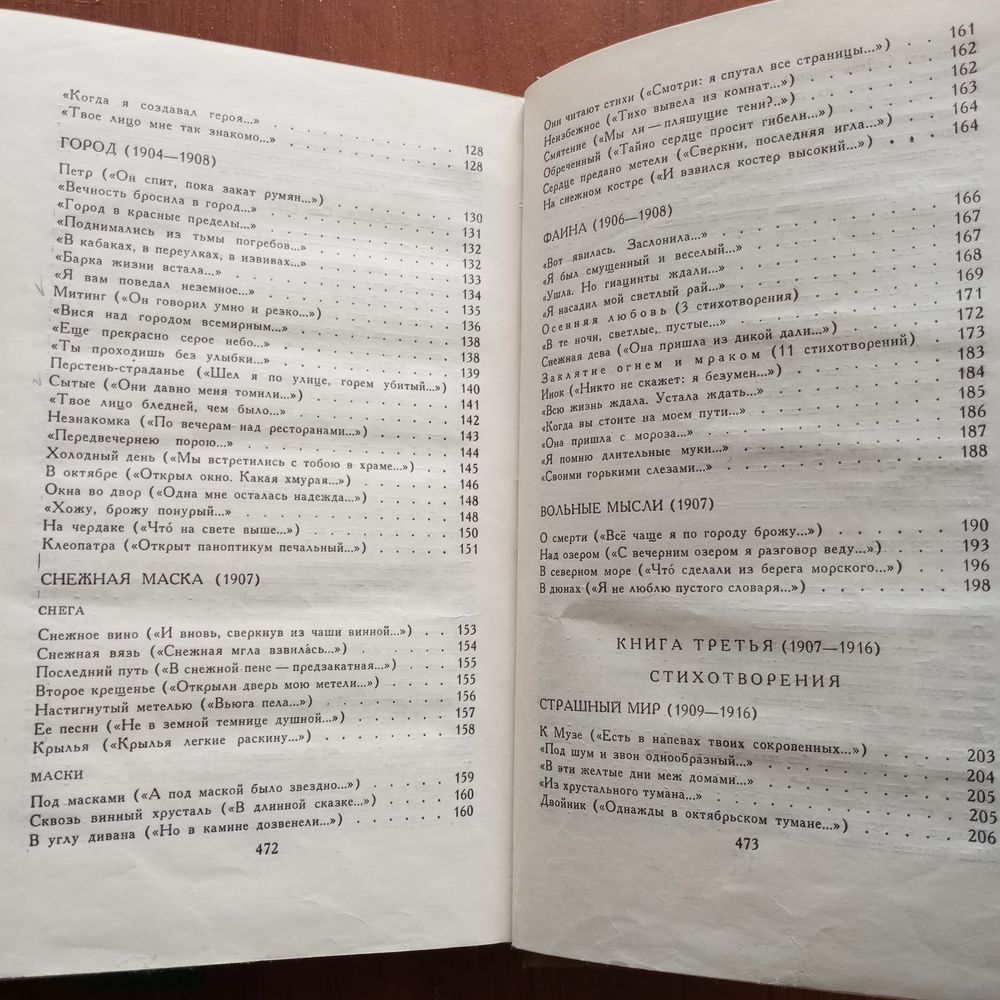 «Когда я создавал героя...» . . . . . . . . . . 128
«Твое лицо мне так знакомо...» . . . . . . . . . 128
ГОРОД (1904—1908)
Петр («Он спит, пока закат румян...») . . . . . . . 130
«Вечность бросила в город...» . . . . . . . . . 131
«Город в красные пределы...» . . . . . . . . . 132
«Поднимались из тьмы погребов...» . . . . . . . 132
«В кабаках, в переулках, в извивах...» . . . . . . 133
«Барка жизни встала...» . . . . . . . . . . . 134
«Я вам поведал неземное...» . . . . . . . . . 135
Митинг («Он говорил умно и резко...») . . . . . . 136
«Вися над городом всемирным...» . . . . . . . . 138
«Еще прекрасно серое небо...» . . . . . . . . . 138
«Ты проходишь без улыбки...» . . . . . . . . . 139
Перстень-страданье («Шел я по улице, горем убитый...») 140
Сытые («Они давно меня томили...») . . . . . . . 141
«Твое лицо бледней, чем было...» . . . . . . . . 142
Незнакомка («По вечерам над ресторанами...») . . . 143
«Передвечернею порою...» . . . . . . . . . . 144
Холодный день («Мы встретились с тобою в храме...») . . 145
В октябре («Открыл окно. Какая хмурая...») . . . . . 146
Окна во двор («Одна мне осталась надежда...») . . . . 148
«Хожу, брожу понурый...» . . . . . . . . . . 148
На чердаке («Что́ на свете выше...») . . . . . . . 150
Клеопатра («Открыт паноптикум печальный...») . . . . 151
СНЕЖНАЯ МАСКА (1907)
СНЕГА
Снежное вино («И вновь, сверкнув из чаши винной...») . . 153
Снежная вязь («Снежная мгла взвилась...») . . . . . 154
Последний путь («В снежной пене — предзакатная...») . . 155
Второе крещенье («Открыли дверь мою метели...») . . . 155
Настигнутый метелью («Вьюга пела...») . . . . . . 156
Ее песни («Не в земной темнице душной...») . . . . . 157
Крылья («Крылья легкие раскину...») . . . . . . . 158
МАСКИ
Под масками («А под маской было звездно...») . . . . 159
Сквозь винный хрусталь («В длинной сказке...») . . . . 160
В углу дивана («Но в камине дозвенели...») . . . . . 160
472
Они читают стихи («Смотри: я спутал все страницы...») . . 161
Неизбежное («Тихо вывела из комнат...») . . . . . . 162
Смятение («Мы ли — пляшущие тени?..») . . . . . . 162
Обреченный («Тайно сердце просит гибели...») . . . . 163
Сердце предано метели («Сверкни, последняя игла...») . . 164
На снежном костре («И взвился костер высокий...») . . . 164
ФАИНА (1906—1908)
«Вот явилась. Заслонила...» . . . . . . . . . . 166
«Я был смущенный и веселый...» . . . . . . . . 167
«Ушла. Но гиацинты ждали...» . . . . . . . . . 167
«Я насадил мой светлый рай...» . . . . . . . . . 168
Осенняя любовь (3 стихотворения) . . . . . . . 169
«В те ночи, светлые, пустые...» . . . . . . . . . 171
Снежная дева («Она пришла из дикой дали...») . . . . 172
Заклятие огнем и мраком (11 стихотворений) . . 173
Инок («Никто не скажет: я безумен...») . . . . . . 183
«Всю жизнь ждала. Устала ждать...» . . . . . . . 184
«Когда вы стоите на моем пути...» . . . . . . . . 185
«Она пришла с мороза...» . . . . . . . . . . . 186
«Я помню длительные муки...» . . . . . . . . . 187
«Своими горькими слезами...» . . . . . . . . . 188
ВОЛЬНЫЕ МЫСЛИ (1907)
О смерти («Всё чаще я по городу брожу...») . . . . . 190
Над озером («С вечерним озером я разговор веду...») . . 193
В северном море («Что́ сделали из берега морского...») . . 196
В дюнах («Я не люблю пустого словаря...») . . . . . 198
КНИГА ТРЕТЬЯ (1907—1916)
СТИХОТВОРЕНИЯ
СТРАШНЫЙ МИР (1909—1916)
К Музе («Есть в напевах твоих сокровенных...») . . . . 203
«Под шум и звон однообразный...» . . . . . . . . 204
«В эти желтые дни меж домами...» . . . . . . . . 205
«Из хрустального тумана...» . . . . . . . . . . 205
Двойник («Однажды в октябрьском тумане...») . . . . 206
473